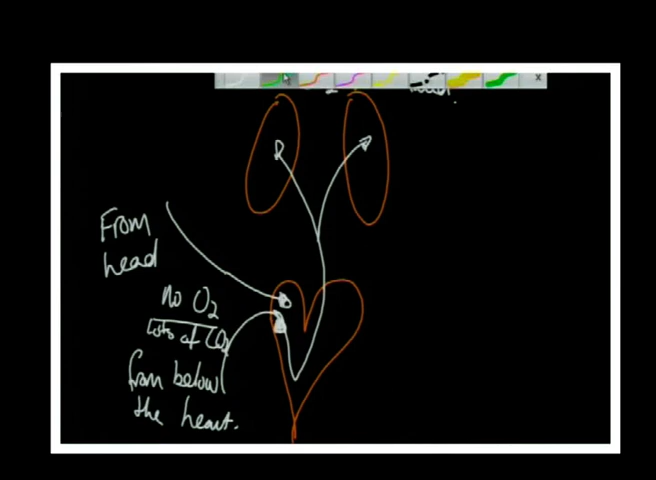 From
head
No O2
Lots of CO2
from below
the heart.